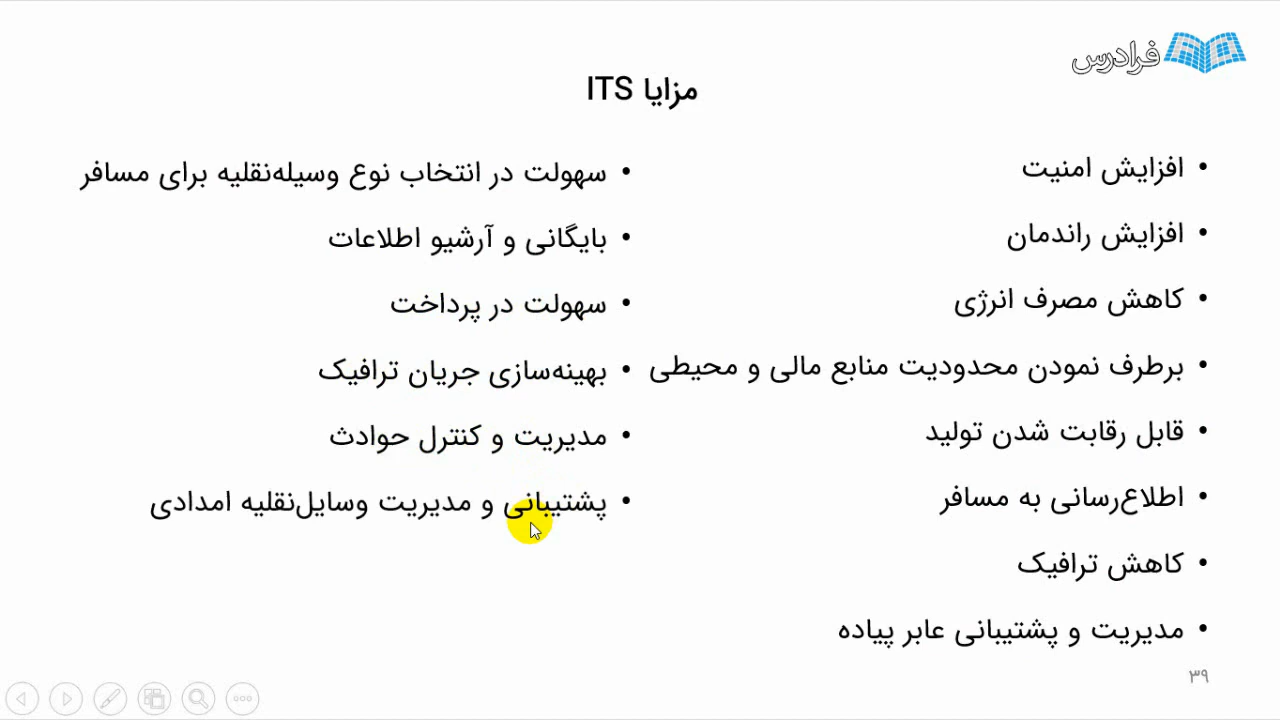 فرادرس
مزایا ITS
• افزایش امنیت
• افزایش راندمان
• کاهش مصرف انرژی
• برطرف نمودن محدودیت منابع مالی و محیطی
• قابل رقابت شدن تولید
• اطلاع‌رسانی به مسافر
• کاهش ترافیک
• مدیریت و پشتیبانی عابر پیاده
• سهولت در انتخاب نوع وسیله‌نقلیه برای مسافر
• بایگانی و آرشیو اطلاعات
• سهولت در پرداخت
• بهینه‌سازی جریان ترافیک
• مدیریت و کنترل حوادث
• پشتیبانی و مدیریت وسایل‌نقلیه امدادی
۳۹